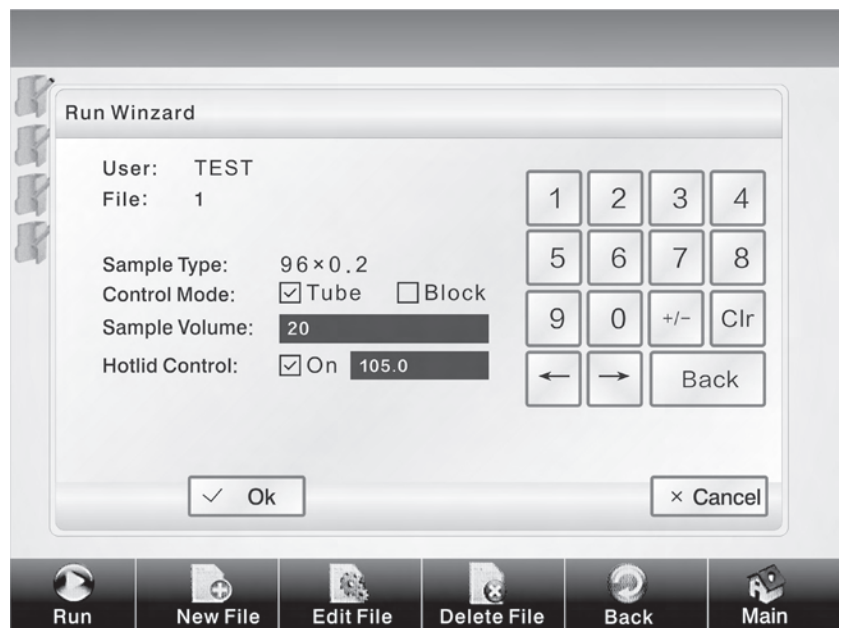 Run Winzard
User: TEST
File: 1
Sample Type: 96×0.2
Control Mode: Tube Block
Sample Volume: 20
Hotlid Control: On 105.0
1 2 3 4
5 6 7 8
9 0 +/- Clr
← → Back
✓ Ok
× Cancel
Run New File Edit File Delete File Back Main